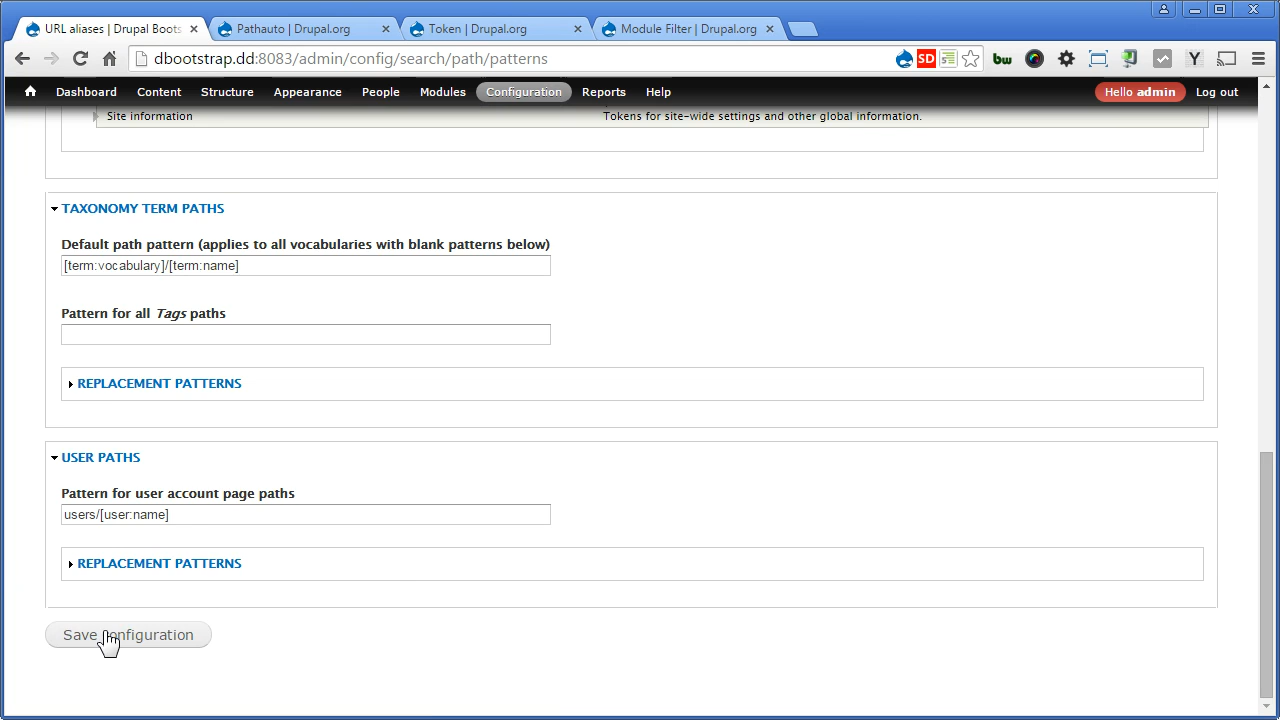 URL aliases | Drupal Boots
Pathauto | Drupal.org
Token | Drupal.org
Module Filter | Drupal.org
dbootstrap.dd:8083/admin/config/search/path/patterns
SD
bw
Y
Dashboard Content Structure Appearance People Modules Configuration Reports Help Hello admin Log out
Site information Tokens for site-wide settings and other global information.
TAXONOMY TERM PATHS
Default path pattern (applies to all vocabularies with blank patterns below)
[term:vocabulary]/[term:name]
Pattern for all Tags paths
REPLACEMENT PATTERNS
USER PATHS
Pattern for user account page paths
users/[user:name]
REPLACEMENT PATTERNS
Save configuration